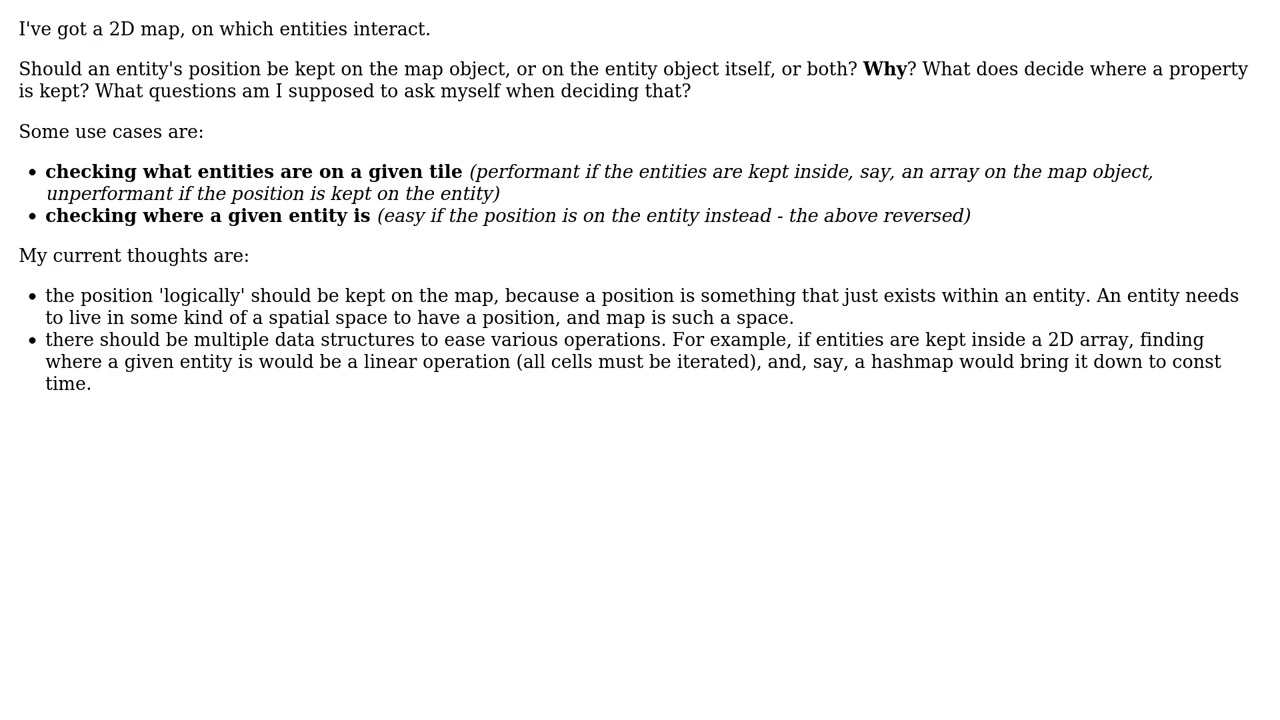 I've got a 2D map, on which entities interact.
Should an entity's position be kept on the map object, or on the entity object itself, or both? Why? What does decide where a property
is kept? What questions am I supposed to ask myself when deciding that?
Some use cases are:
• checking what entities are on a given tile (performant if the entities are kept inside, say, an array on the map object,
unperformant if the position is kept on the entity)
• checking where a given entity is (easy if the position is on the entity instead - the above reversed)
My current thoughts are:
• the position 'logically' should be kept on the map, because a position is something that just exists within an entity. An entity needs
to live in some kind of a spatial space to have a position, and map is such a space.
• there should be multiple data structures to ease various operations. For example, if entities are kept inside a 2D array, finding
where a given entity is would be a linear operation (all cells must be iterated), and, say, a hashmap would bring it down to const
time.